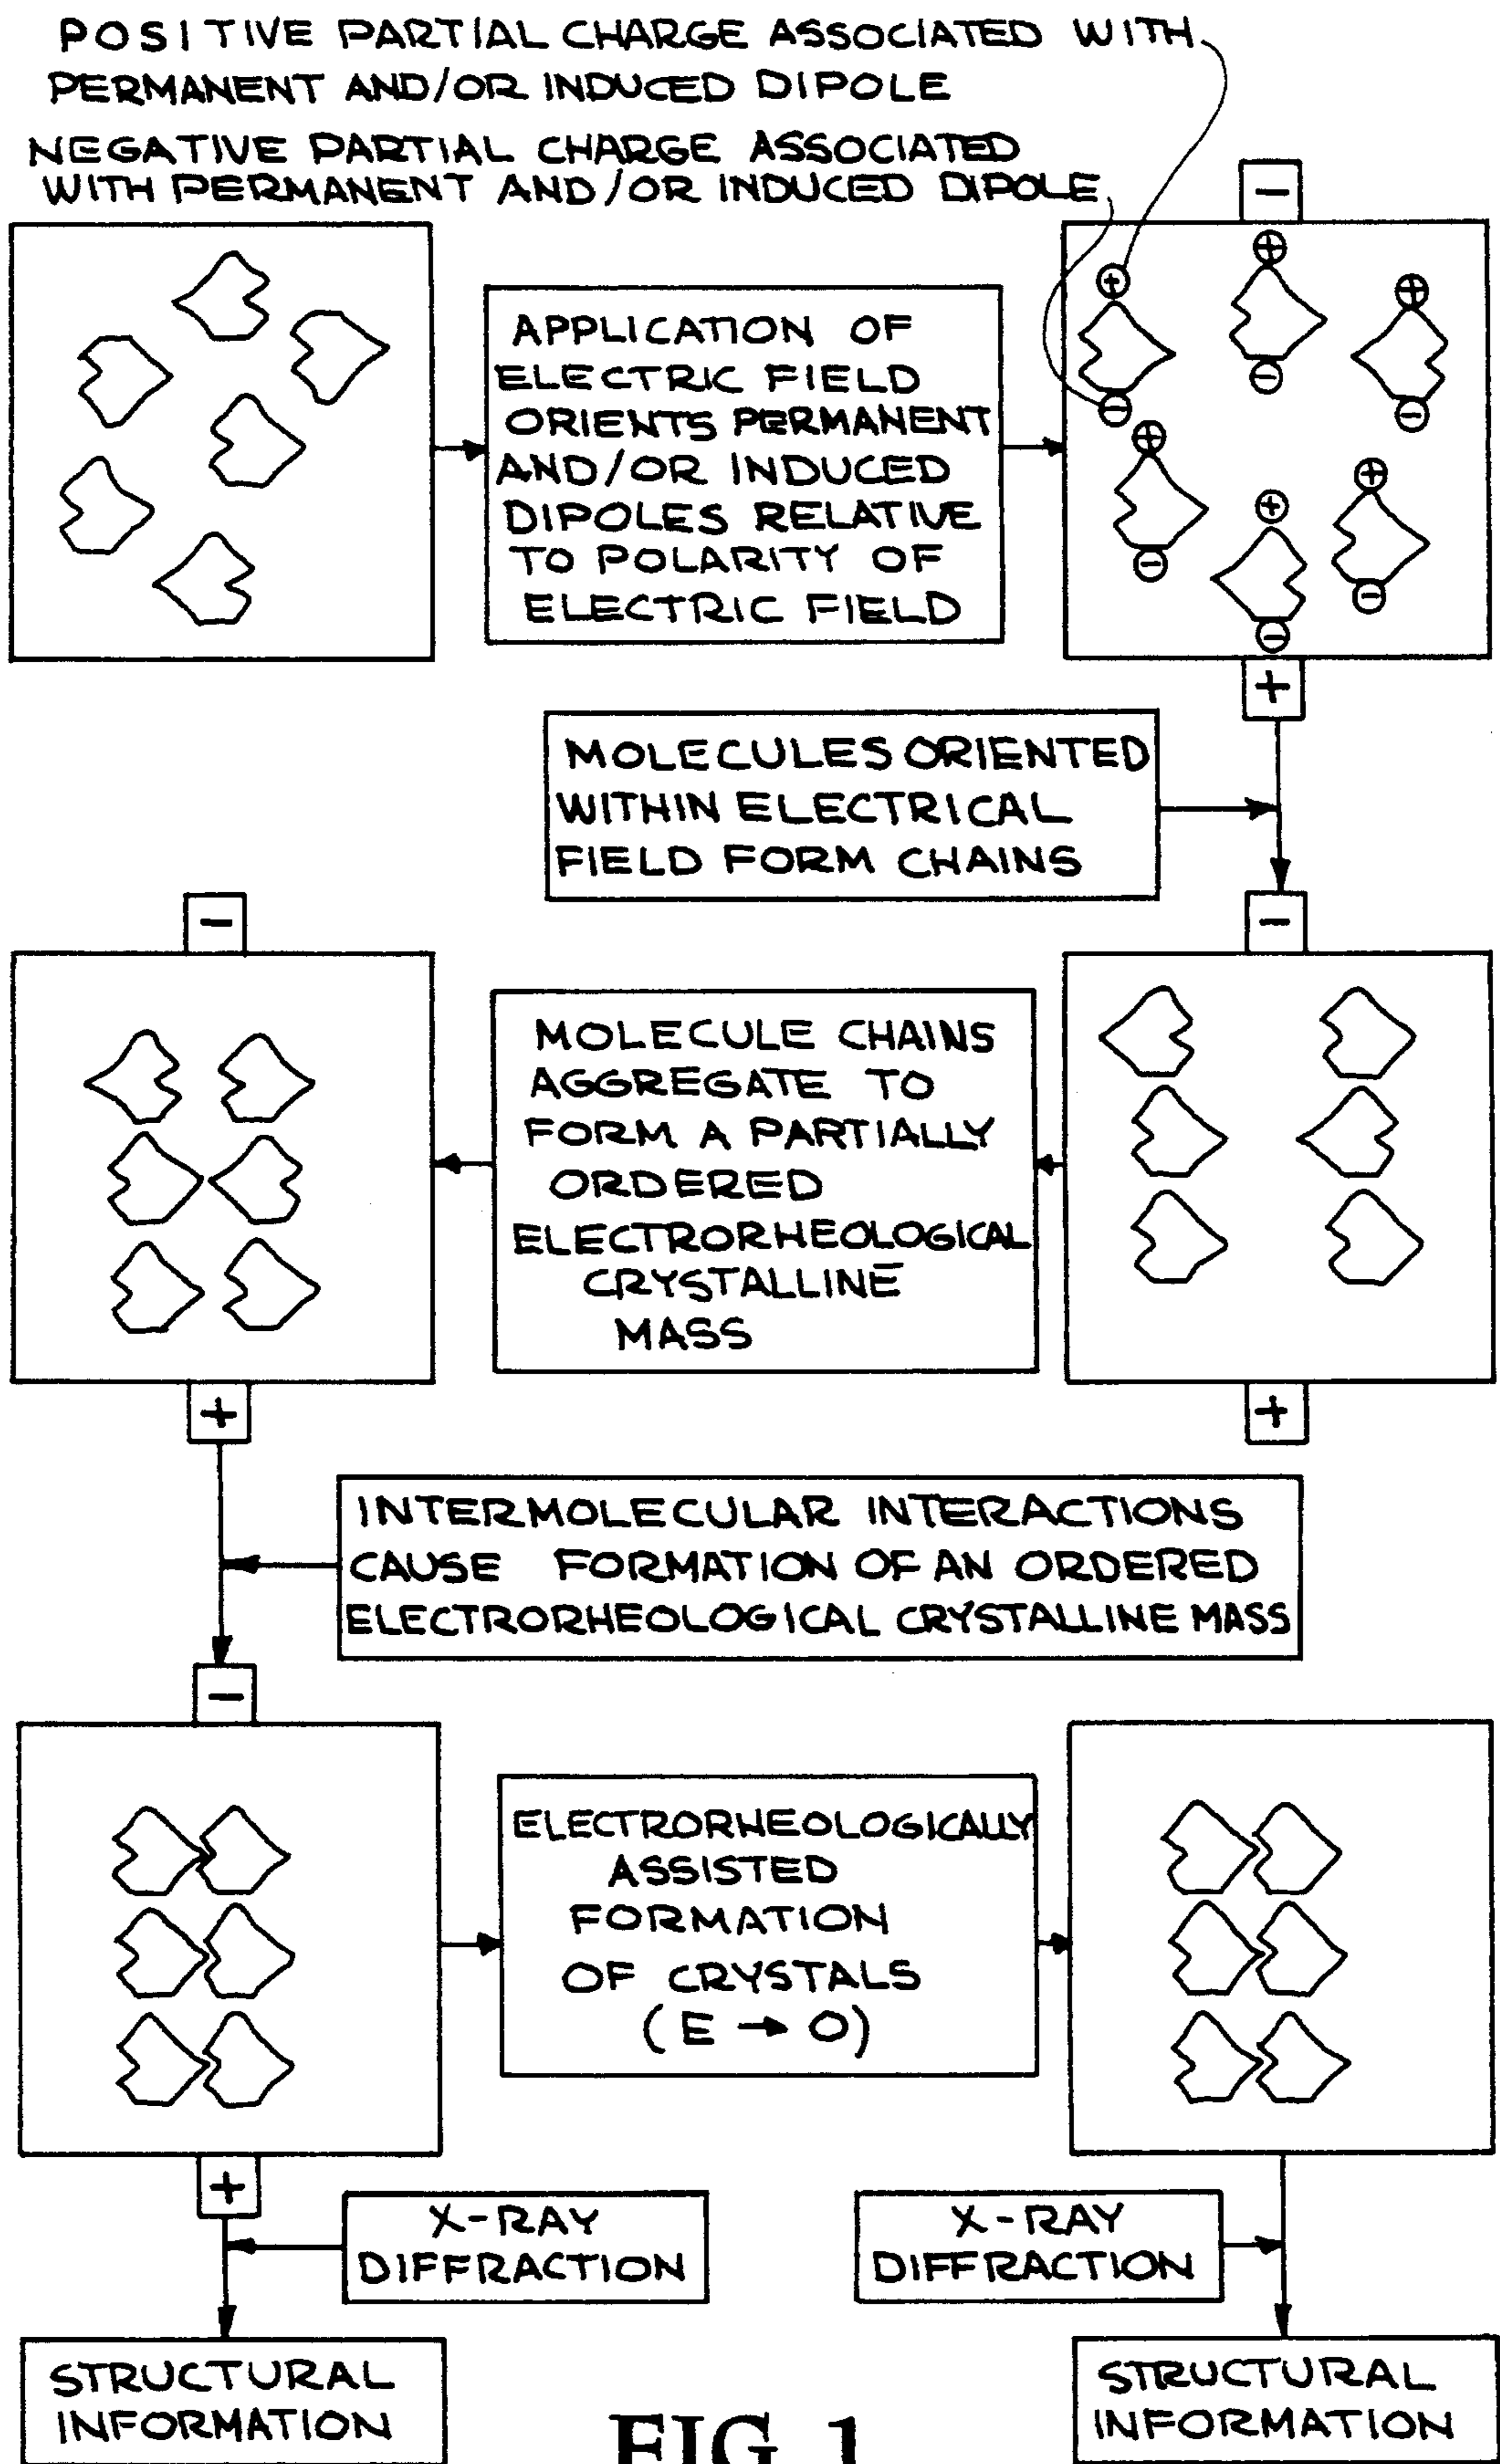 POSITIVE PARTIAL CHARGE ASSOCIATED WITH
PERMANENT AND/OR INDUCED DIPOLE
NEGATIVE PARTIAL CHARGE ASSOCIATED
WITH PERMANENT AND/OR INDUCED DIPOLE
−
+
+
+
−
−
−
+
+
+
−
−
−
+
APPLICATION OF
ELECTRIC FIELD
ORIENTS PERMANENT
AND/OR INDUCED
DIPOLES RELATIVE
TO POLARITY OF
ELECTRIC FIELD
MOLECULES ORIENTED
WITHIN ELECTRICAL
FIELD FORM CHAINS
−
+
MOLECULE CHAINS
AGGREGATE TO
FORM A PARTIALLY
ORDERED
ELECTRORHEOLOGICAL
CRYSTALLINE
MASS
−
+
INTERMOLECULAR INTERACTIONS
CAUSE FORMATION OF AN ORDERED
ELECTRORHEOLOGICAL CRYSTALLINE MASS
−
+
ELECTRORHEOLOGICALLY
ASSISTED
FORMATION
OF CRYSTALS
(E → O)
X-RAY
DIFFRACTION
X-RAY
DIFFRACTION
STRUCTURAL
INFORMATION
STRUCTURAL
INFORMATION
FIG. 1